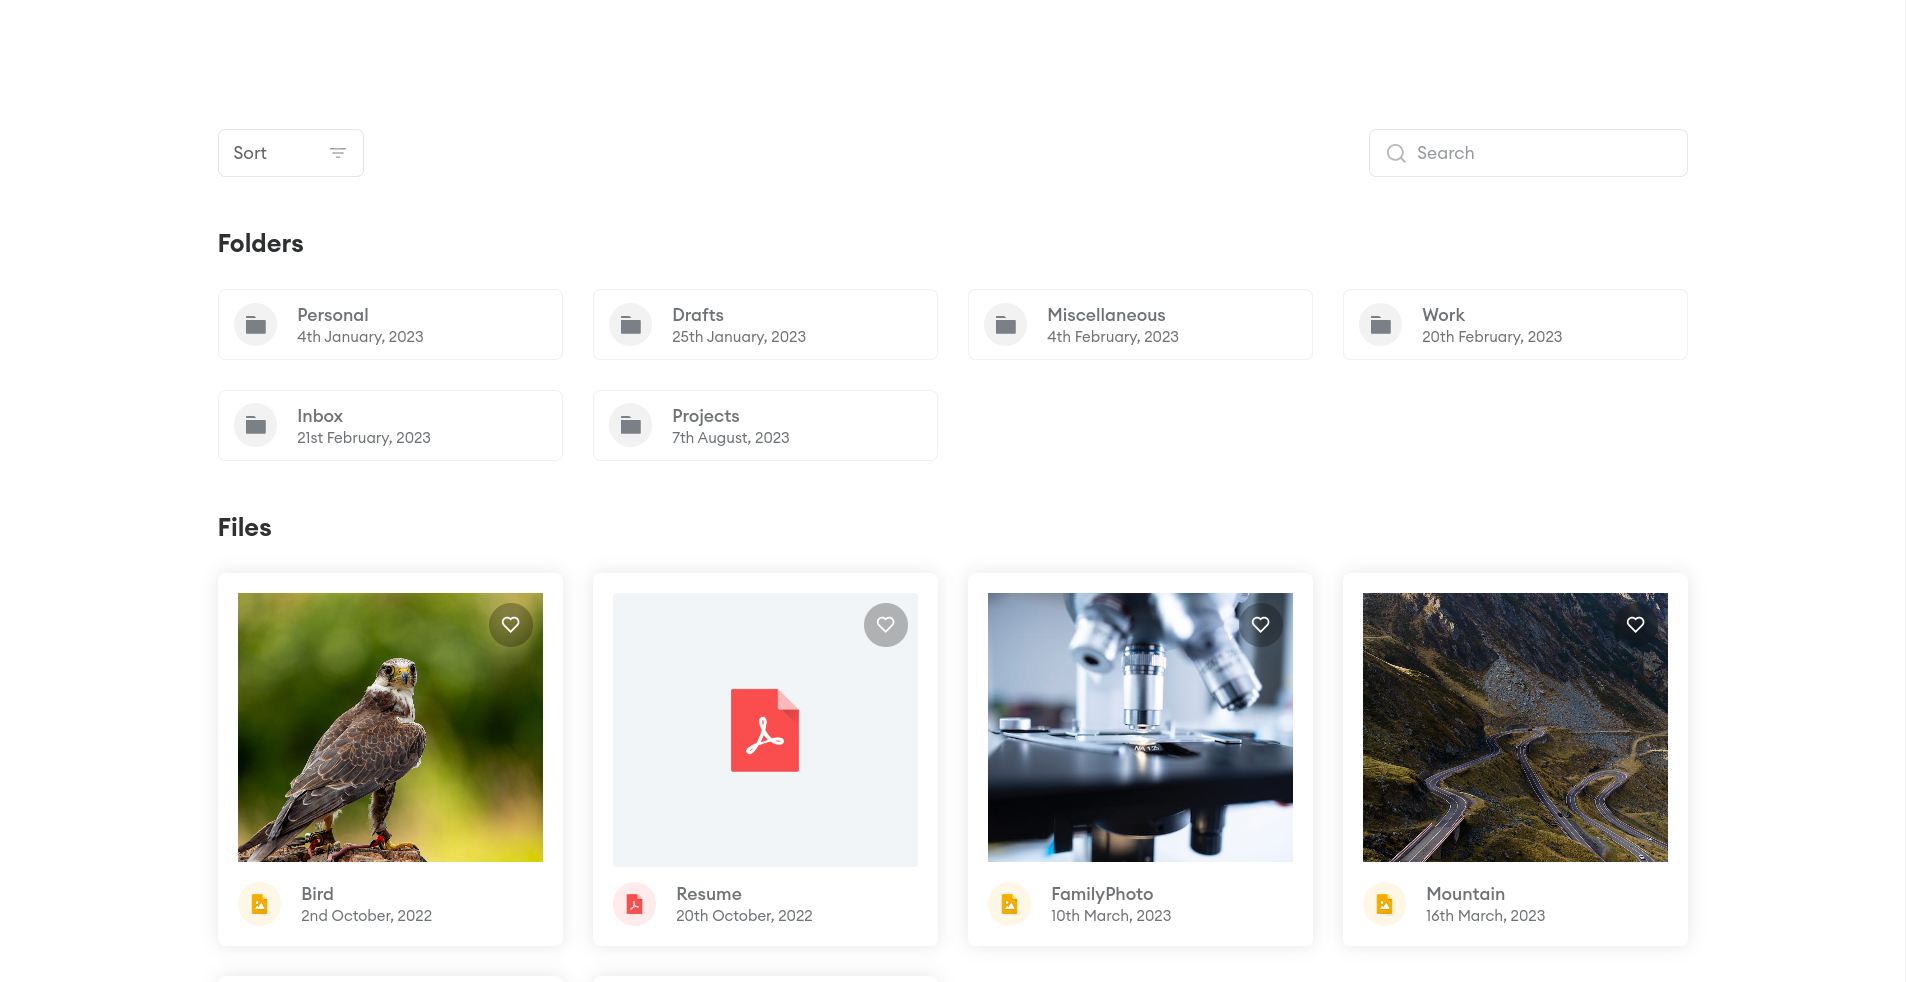 Sort
Search
Folders
Personal
4th January, 2023
Drafts
25th January, 2023
Miscellaneous
4th February, 2023
Work
20th February, 2023
Inbox
21st February, 2023
Projects
7th August, 2023
Files
Bird
2nd October, 2022
Resume
20th October, 2022
FamilyPhoto
10th March, 2023
Mountain
16th March, 2023